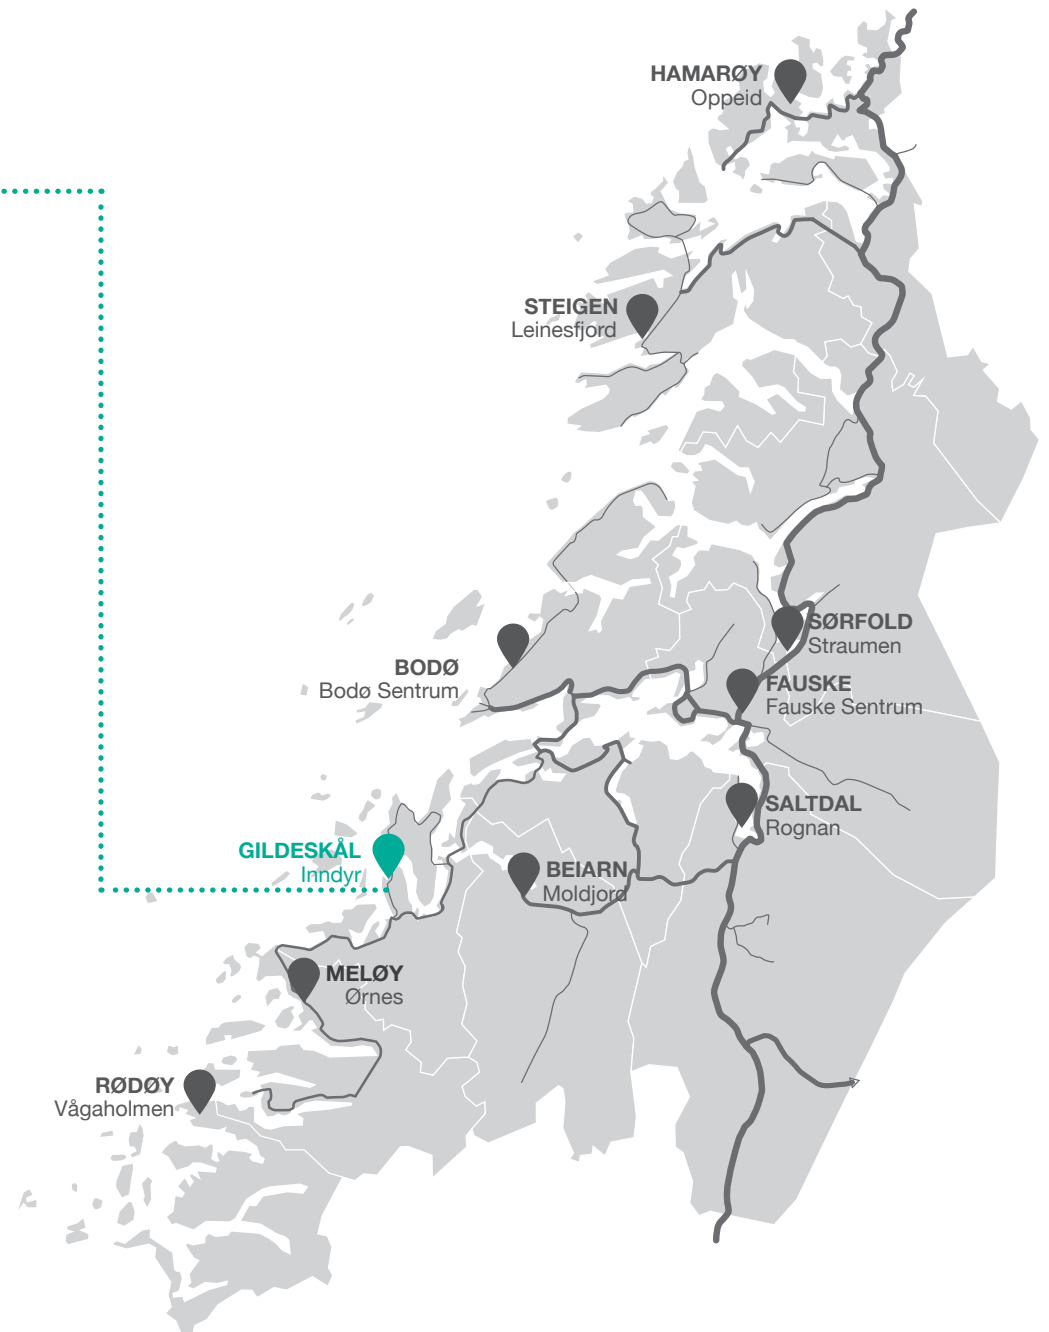 HAMARØY
Oppeid
STEIGEN
Leinesfjord
SØRFOLD
Straumen
BODØ
Bodø Sentrum
FAUSKE
Fauske Sentrum
SALTDAL
Rognan
GILDESKÅL
Inndyr
BEIARN
Moldjord
MELØY
Ørnes
RØDØY
Vågaholmen